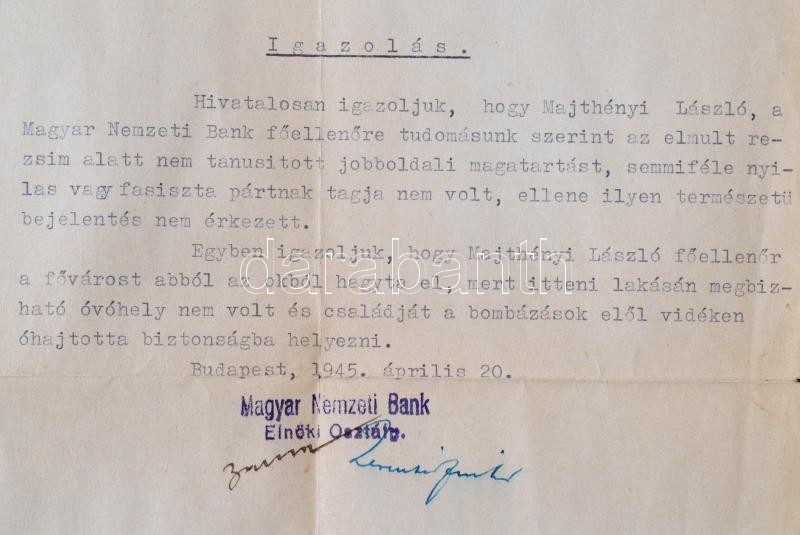 I g a z o l á s .
Hivatalosan igazoljuk, hogy Majthényi László, a
Magyar Nemzeti Bank főellenőre tudomásunk szerint az elmult re-
zsim alatt nem tanusitott jobboldali magatartást, semmiféle nyi-
las vagy fasiszta pártnak tagja nem volt, ellene ilyen természetü
bejelentés nem érkezett.
Egyben igazoljuk, hogy Majthényi László főellenőr
a fővárost abból az okból hagyta el, mert itteni lakásán megbiz-
ható óvóhely nem volt és családját a bombázások elől vidéken
óhajtotta biztonságba helyezni.
Budapest, 1945. április 20.
Magyar Nemzeti Bank
Elnöki Osztály.
darabanth